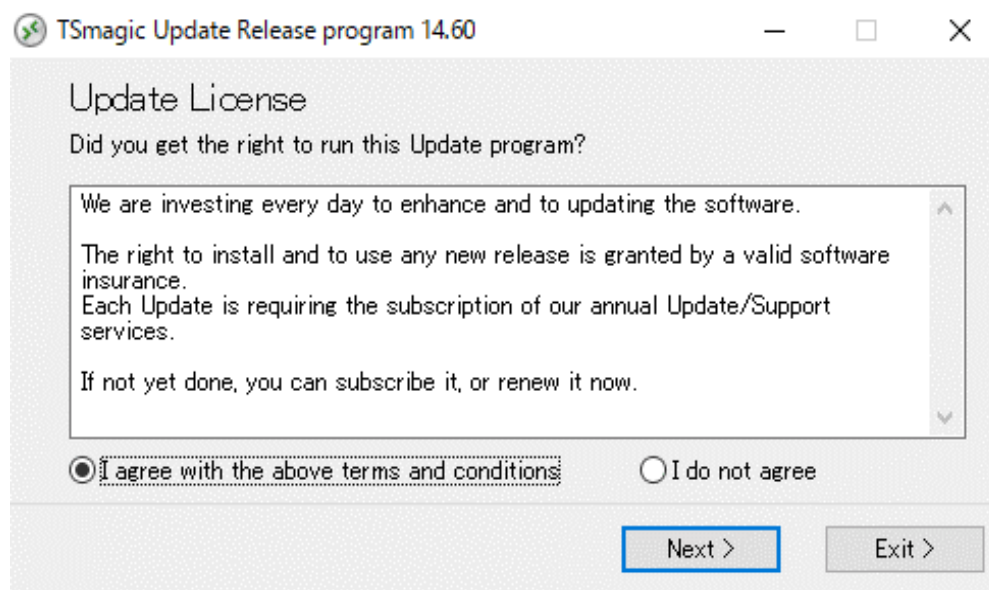 TSmagic Update Release program 14.60
Update License
Did you get the right to run this Update program?
We are investing every day to enhance and to updating the software.
The right to install and to use any new release is granted by a valid software
insurance.
Each Update is requiring the subscription of our annual Update/Support
services.
If not yet done, you can subscribe it, or renew it now.
I agree with the above terms and conditions
I do not agree
Next >
Exit >